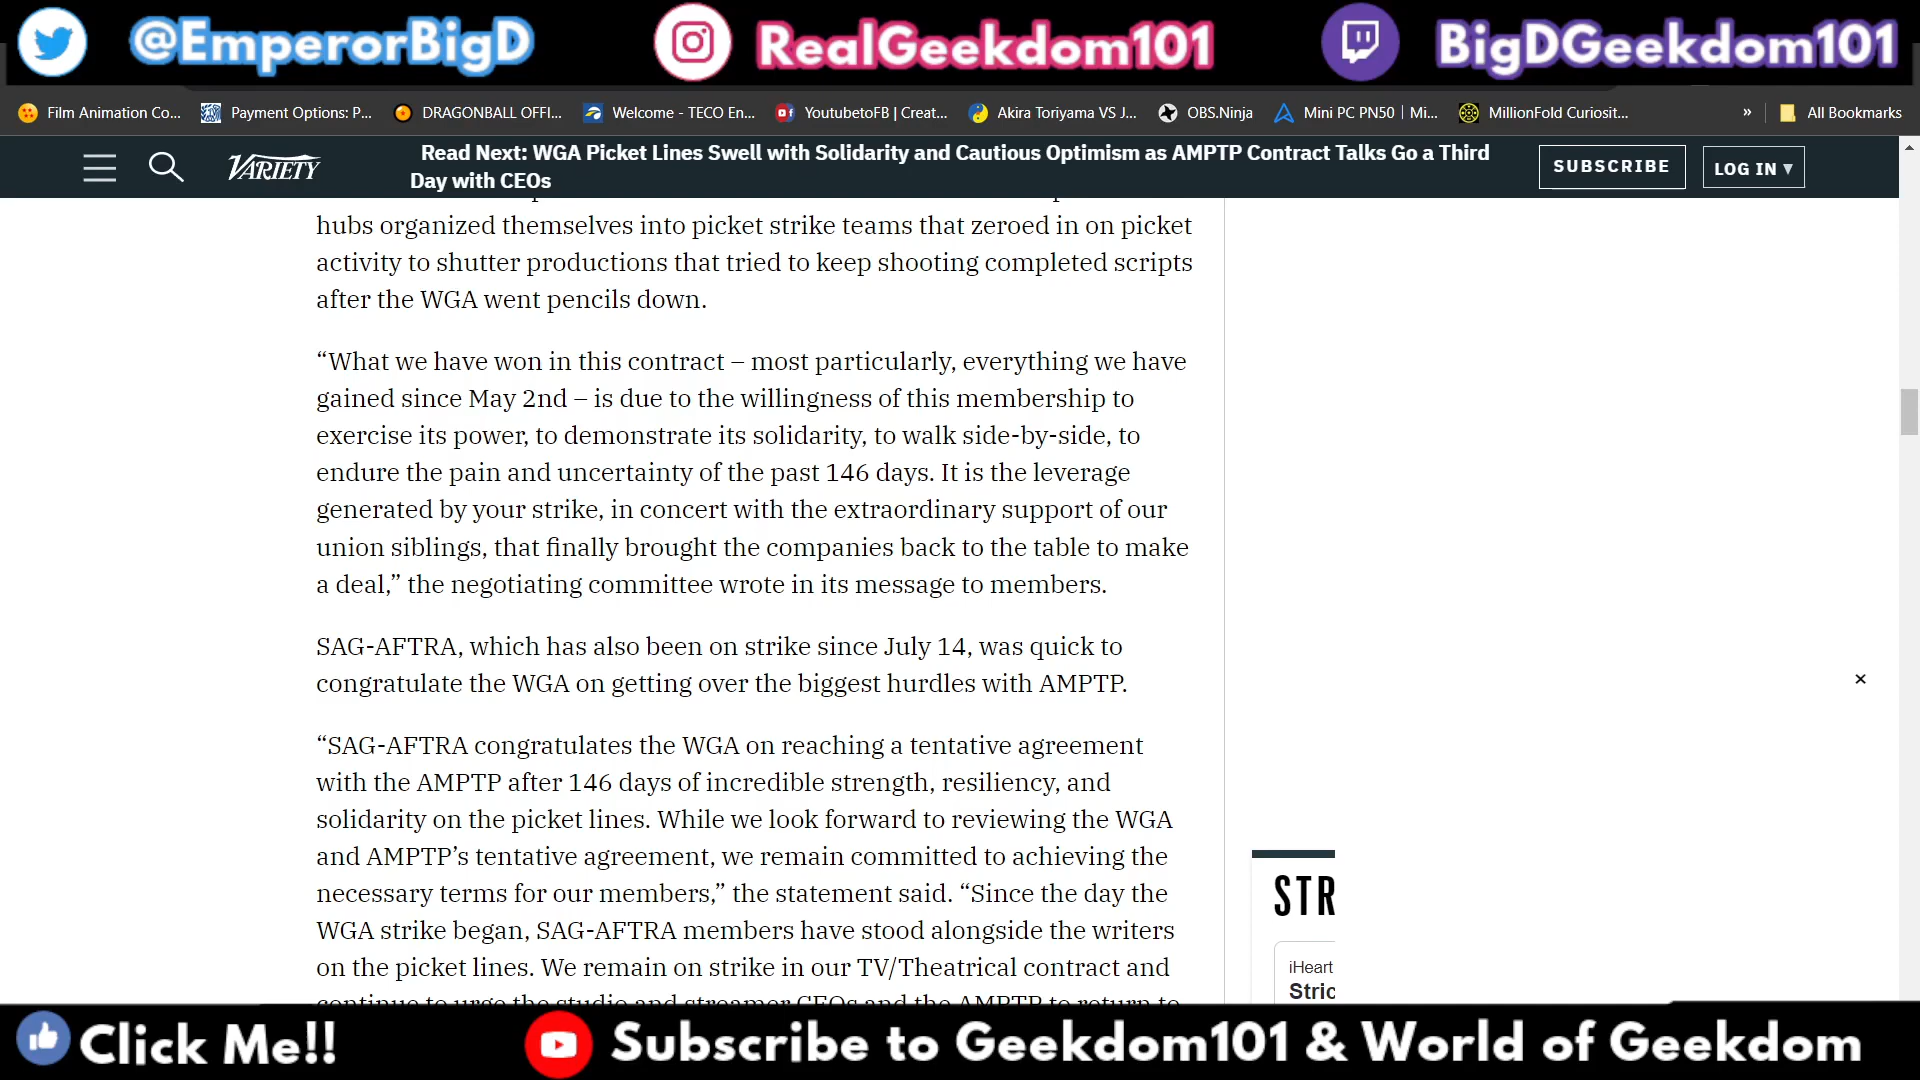 @EmperorBigD RealGeekdom101 BigDGeekdom101
Film Animation Co... Payment Options: P... DRAGONBALL OFFI... Welcome - TECO En... YoutubetoFB | Creat... Akira Toriyama VS J... OBS.Ninja Mini PC PN50 | Mi... MillionFold Curiosit... » All Bookmarks
VARIETY Read Next: WGA Picket Lines Swell with Solidarity and Cautious Optimism as AMPTP Contract Talks Go a Third
Day with CEOs
SUBSCRIBE LOG IN ▾
hubs organized themselves into picket strike teams that zeroed in on picket
activity to shutter productions that tried to keep shooting completed scripts
after the WGA went pencils down.
“What we have won in this contract – most particularly, everything we have
gained since May 2nd – is due to the willingness of this membership to
exercise its power, to demonstrate its solidarity, to walk side-by-side, to
endure the pain and uncertainty of the past 146 days. It is the leverage
generated by your strike, in concert with the extraordinary support of our
union siblings, that finally brought the companies back to the table to make
a deal,” the negotiating committee wrote in its message to members.
SAG-AFTRA, which has also been on strike since July 14, was quick to
congratulate the WGA on getting over the biggest hurdles with AMPTP.
“SAG-AFTRA congratulates the WGA on reaching a tentative agreement
with the AMPTP after 146 days of incredible strength, resiliency, and
solidarity on the picket lines. While we look forward to reviewing the WGA
and AMPTP’s tentative agreement, we remain committed to achieving the
necessary terms for our members,” the statement said. “Since the day the
WGA strike began, SAG-AFTRA members have stood alongside the writers
on the picket lines. We remain on strike in our TV/Theatrical contract and
continue to urge the studio and streamer CEOs and the AMPTP to return to
STR
iHeart
Stric
Click Me!! Subscribe to Geekdom101 & World of Geekdom